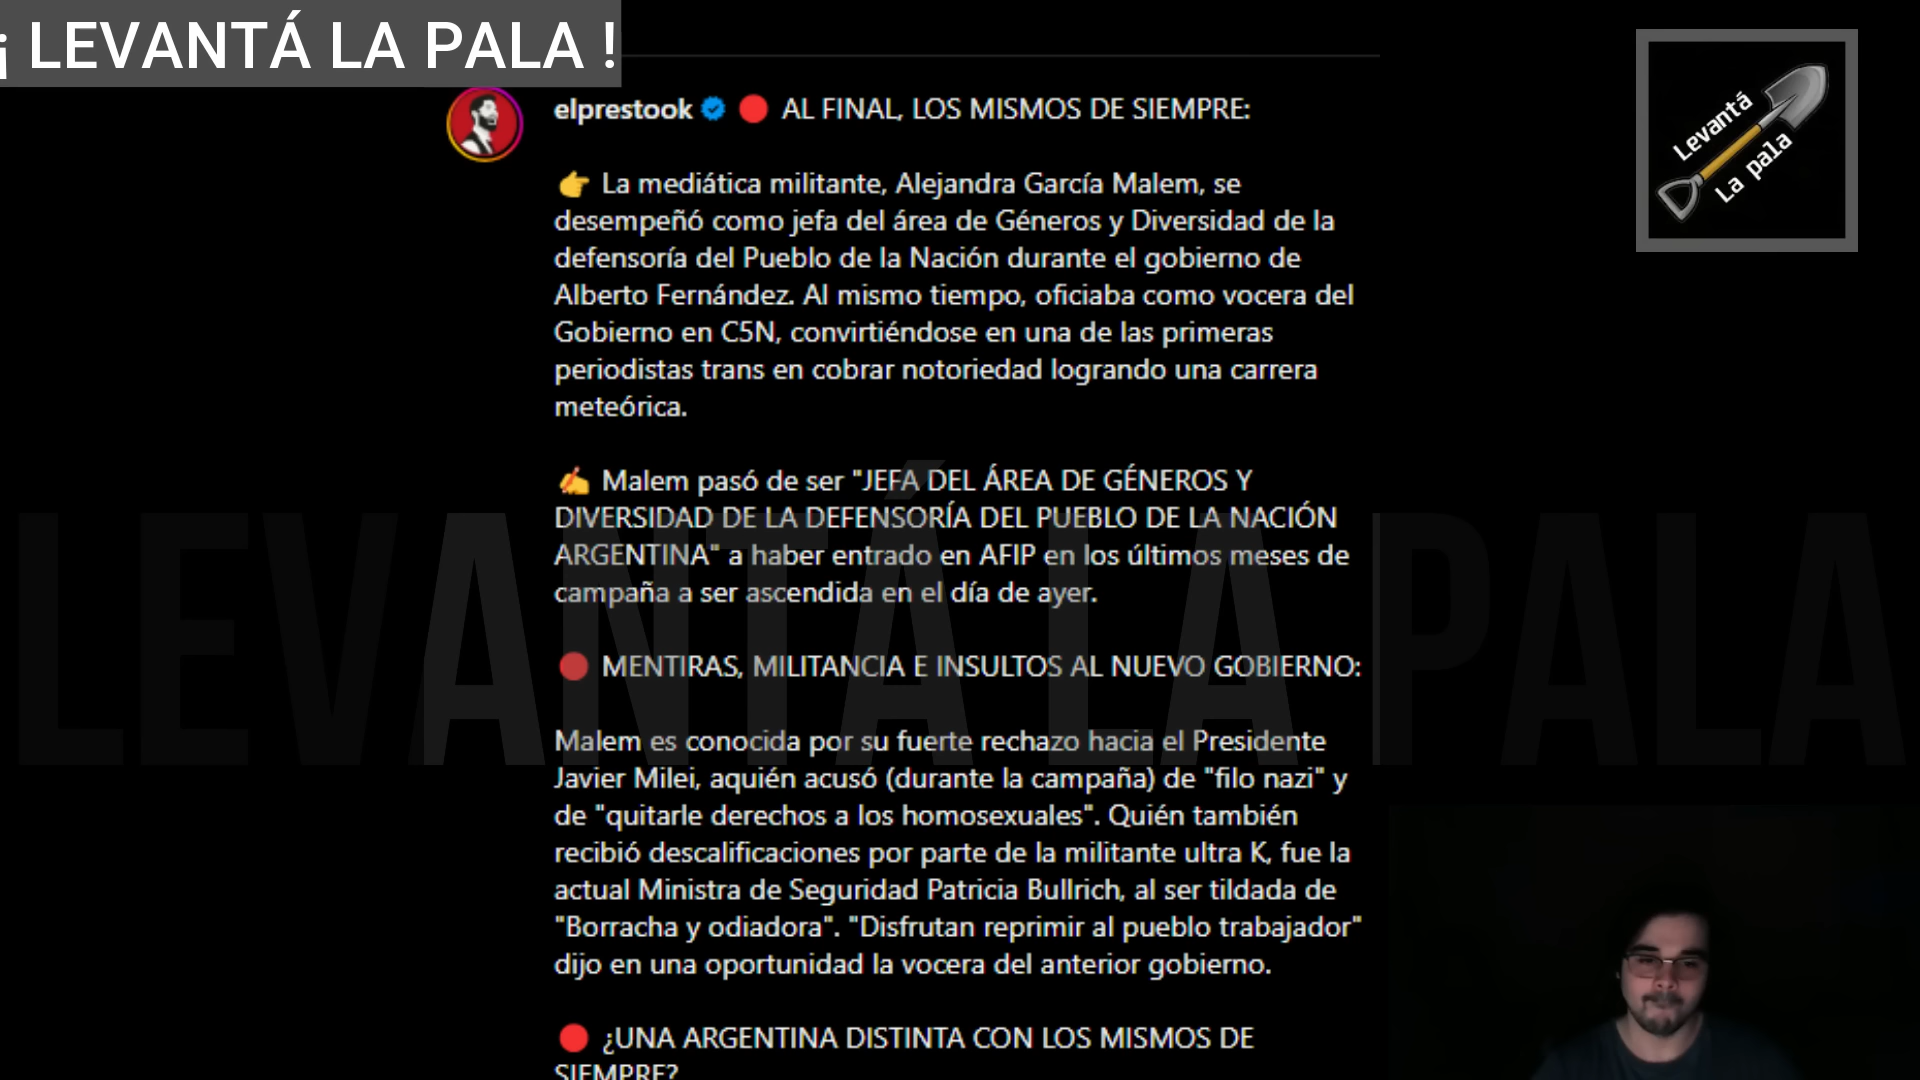 ¡ LEVANTÁ LA PALA !
Levantá
La pala
elprestook 🔴 AL FINAL, LOS MISMOS DE SIEMPRE:
👉 La mediática militante, Alejandra García Malem, se
desempeñó como jefa del área de Géneros y Diversidad de la
defensoría del Pueblo de la Nación durante el gobierno de
Alberto Fernández. Al mismo tiempo, oficiaba como vocera del
Gobierno en C5N, convirtiéndose en una de las primeras
periodistas trans en cobrar notoriedad logrando una carrera
meteórica.
✍️ Malem pasó de ser "JEFA DEL ÁREA DE GÉNEROS Y
DIVERSIDAD DE LA DEFENSORÍA DEL PUEBLO DE LA NACIÓN
ARGENTINA" a haber entrado en AFIP en los últimos meses de
campaña a ser ascendida en el día de ayer.
🔴 MENTIRAS, MILITANCIA E INSULTOS AL NUEVO GOBIERNO:
Malem es conocida por su fuerte rechazo hacia el Presidente
Javier Milei, aquién acusó (durante la campaña) de "filo nazi" y
de "quitarle derechos a los homosexuales". Quién también
recibió descalificaciones por parte de la militante ultra K, fue la
actual Ministra de Seguridad Patricia Bullrich, al ser tildada de
"Borracha y odiadora". "Disfrutan reprimir al pueblo trabajador"
dijo en una oportunidad la vocera del anterior gobierno.
🔴 ¿UNA ARGENTINA DISTINTA CON LOS MISMOS DE
SIEMPRE?
LEVANTÁ LA PALA